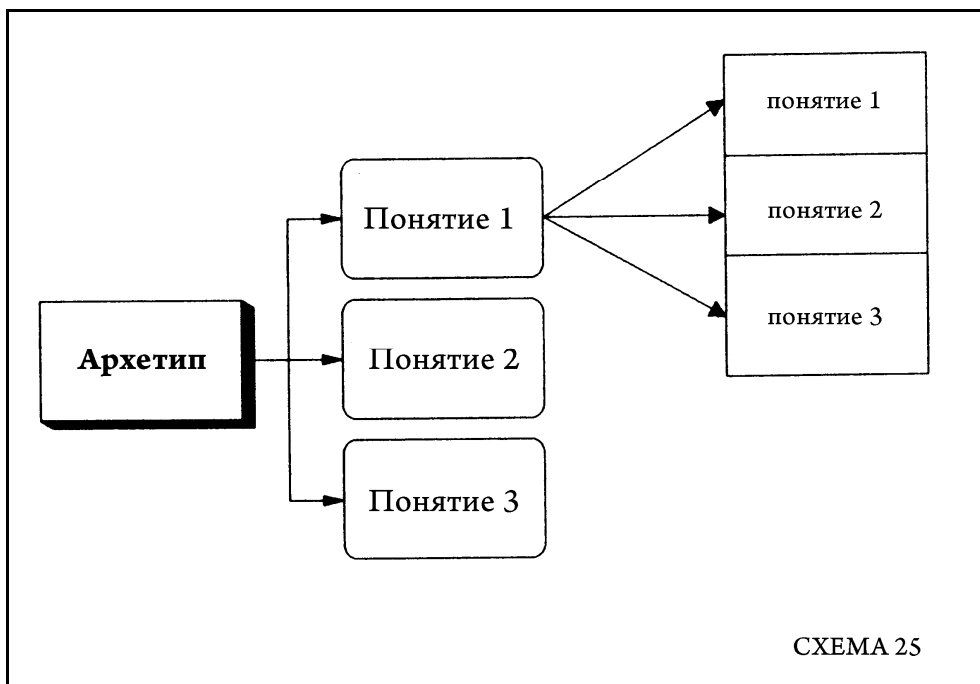 Архетип
Понятие 1
Понятие 2
Понятие 3
понятие 1
понятие 2
понятие 3
СХЕМА 25